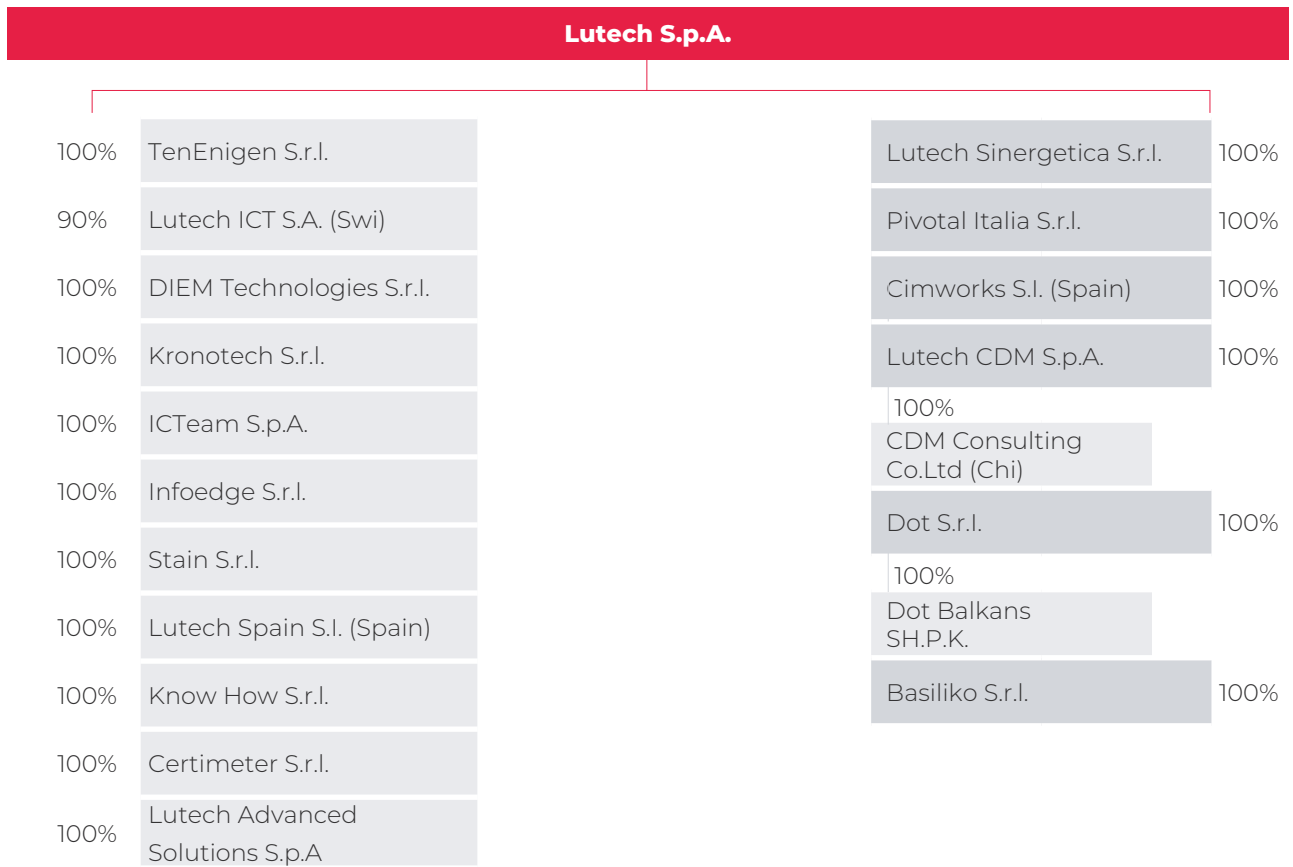 Lutech S.p.A.
100% TenEnigen S.r.l.
90% Lutech ICT S.A. (Swi)
100% DIEM Technologies S.r.l.
100% Kronotech S.r.l.
100% ICTeam S.p.A.
100% Infoedge S.r.l.
100% Stain S.r.l.
100% Lutech Spain S.l. (Spain)
100% Know How S.r.l.
100% Certimeter S.r.l.
100% Lutech Advanced
Solutions S.p.A
Lutech Sinergetica S.r.l. 100%
Pivotal Italia S.r.l. 100%
Cimworks S.l. (Spain) 100%
Lutech CDM S.p.A. 100%
100%
CDM Consulting
Co.Ltd (Chi)
Dot S.r.l. 100%
100%
Dot Balkans
SH.P.K.
Basiliko S.r.l. 100%